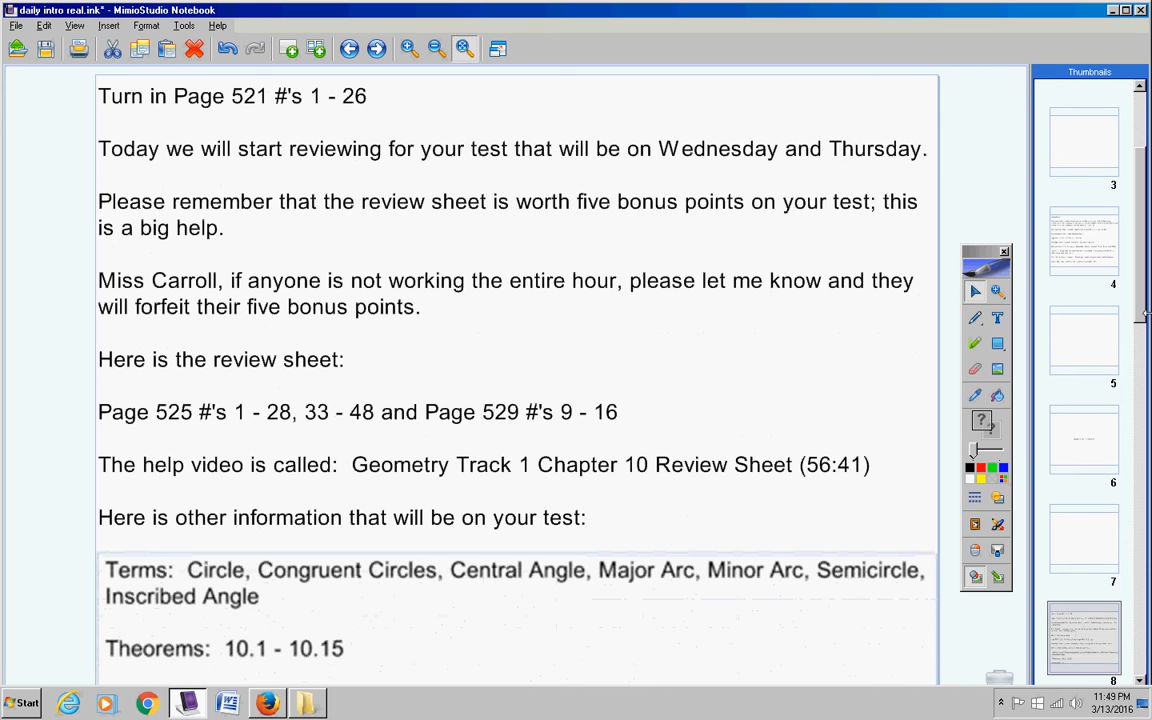 daily intro real.ink* - MimioStudio Notebook
File Edit View Insert Format Tools Help
Thumbnails
Turn in Page 521 #'s 1 - 26
Today we will start reviewing for your test that will be on Wednesday and Thursday.
Please remember that the review sheet is worth five bonus points on your test; this
is a big help.
Miss Carroll, if anyone is not working the entire hour, please let me know and they
will forfeit their five bonus points.
Here is the review sheet:
Page 525 #'s 1 - 28, 33 - 48 and Page 529 #'s 9 - 16
The help video is called:  Geometry Track 1 Chapter 10 Review Sheet (56:41)
Here is other information that will be on your test:
Terms:  Circle, Congruent Circles, Central Angle, Major Arc, Minor Arc, Semicircle,
Inscribed Angle
Theorems:  10.1 - 10.15
3
4
5
6
7
8
Start
11:49 PM
3/13/2016